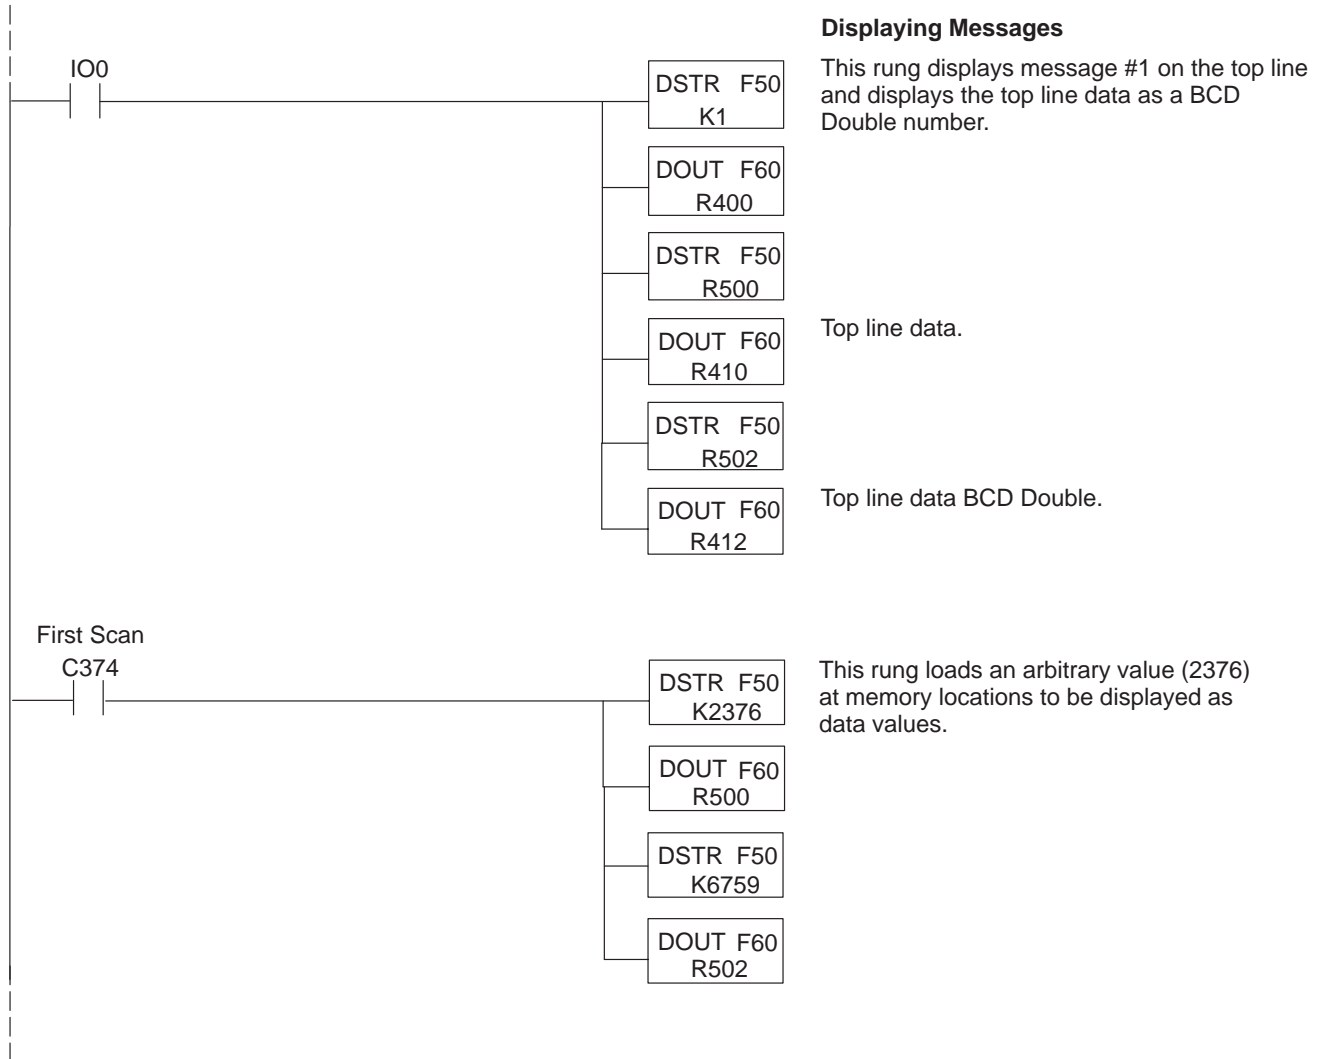 Displaying Messages
IO0
DSTR F50
K1
This rung displays message #1 on the top line
and displays the top line data as a BCD
Double number.
DOUT F60
R400
DSTR F50
R500
DOUT F60
R410
Top line data.
DSTR F50
R502
DOUT F60
R412
Top line data BCD Double.
First Scan
C374
DSTR F50
K2376
This rung loads an arbitrary value (2376)
at memory locations to be displayed as
data values.
DOUT F60
R500
DSTR F50
K6759
DOUT F60
R502